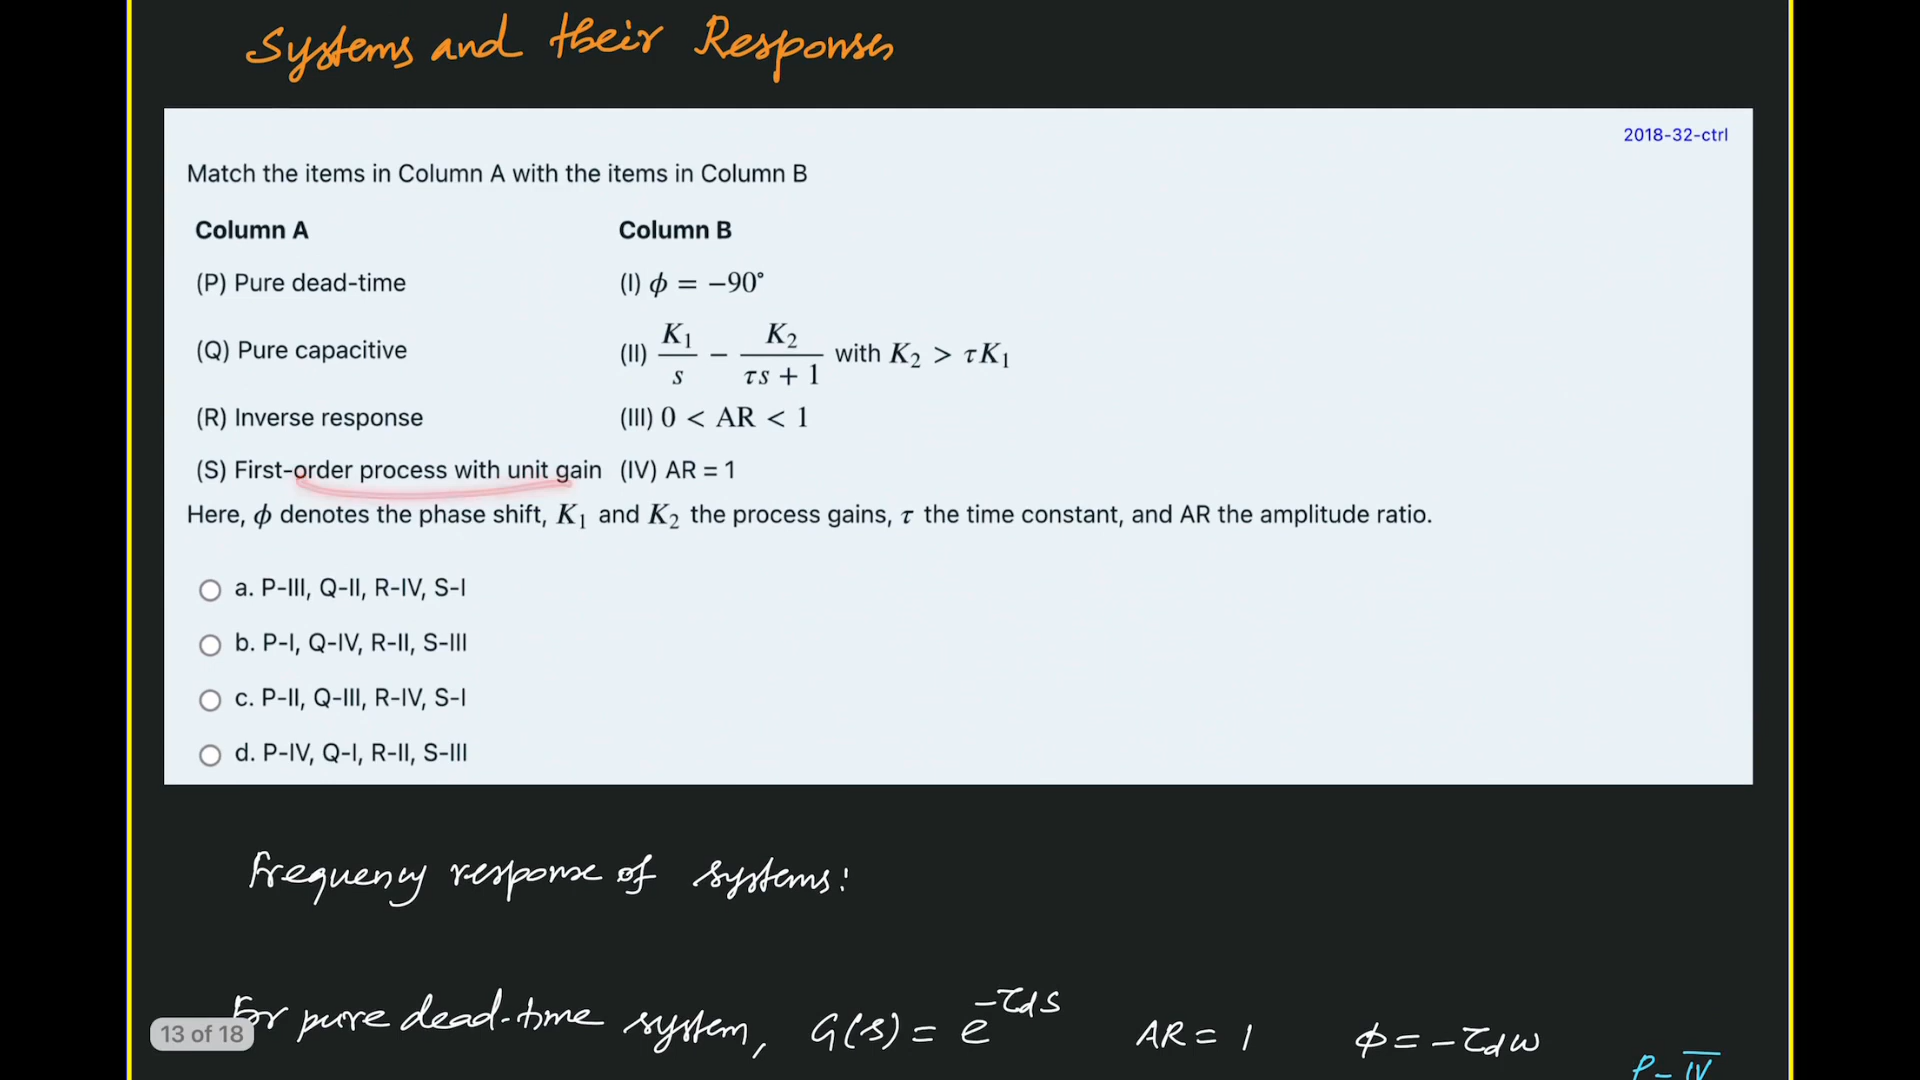 Systems and their Responses
2018-32-ctrl
Match the items in Column A with the items in Column B
Column A Column B
(P) Pure dead-time (I) ϕ = −90°
(Q) Pure capacitive (II) K₁/s − K₂/(τs + 1) with K₂ > τK₁
(R) Inverse response (III) 0 < AR < 1
(S) First-order process with unit gain (IV) AR = 1
Here, ϕ denotes the phase shift, K₁ and K₂ the process gains, τ the time constant, and AR the amplitude ratio.
a. P-III, Q-II, R-IV, S-I
b. P-I, Q-IV, R-II, S-III
c. P-II, Q-III, R-IV, S-I
d. P-IV, Q-I, R-II, S-III
Frequency response of systems:
For pure dead-time system, G(s) = e^(−τds) AR = 1 ϕ = −τdω
13 of 18
P − IV